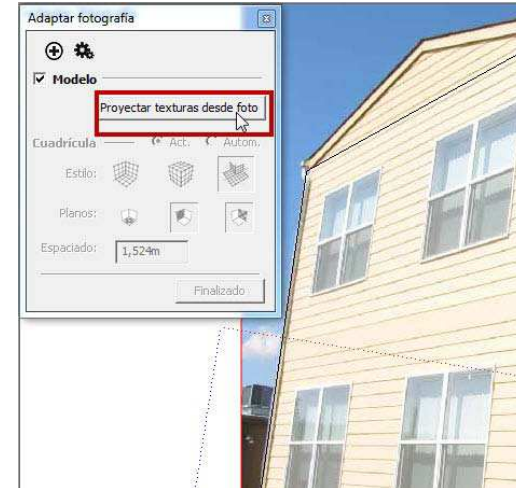 Adaptar fotografía
Modelo
Proyectar texturas desde foto
Cuadrícula Act. Autom.
Estilo:
Planos:
Espaciado: 1,524m
Finalizado